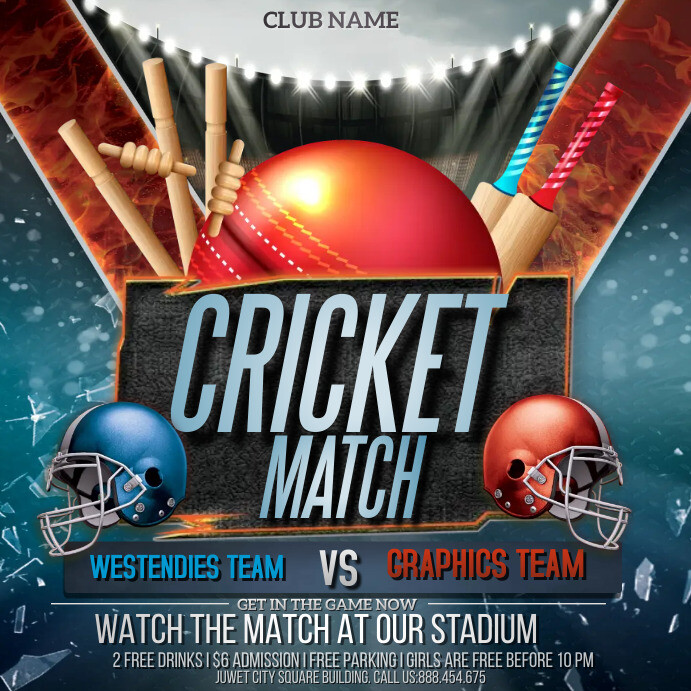 CLUB NAME
CRICKET
MATCH
WESTENDIES TEAM VS GRAPHICS TEAM
GET IN THE GAME NOW
WATCH THE MATCH AT OUR STADIUM
2 FREE DRINKS I $6 ADMISSION I FREE PARKING I GIRLS ARE FREE BEFORE 10 PM
JUWET CITY SQUARE BUILDING. CALL US:888.454.675